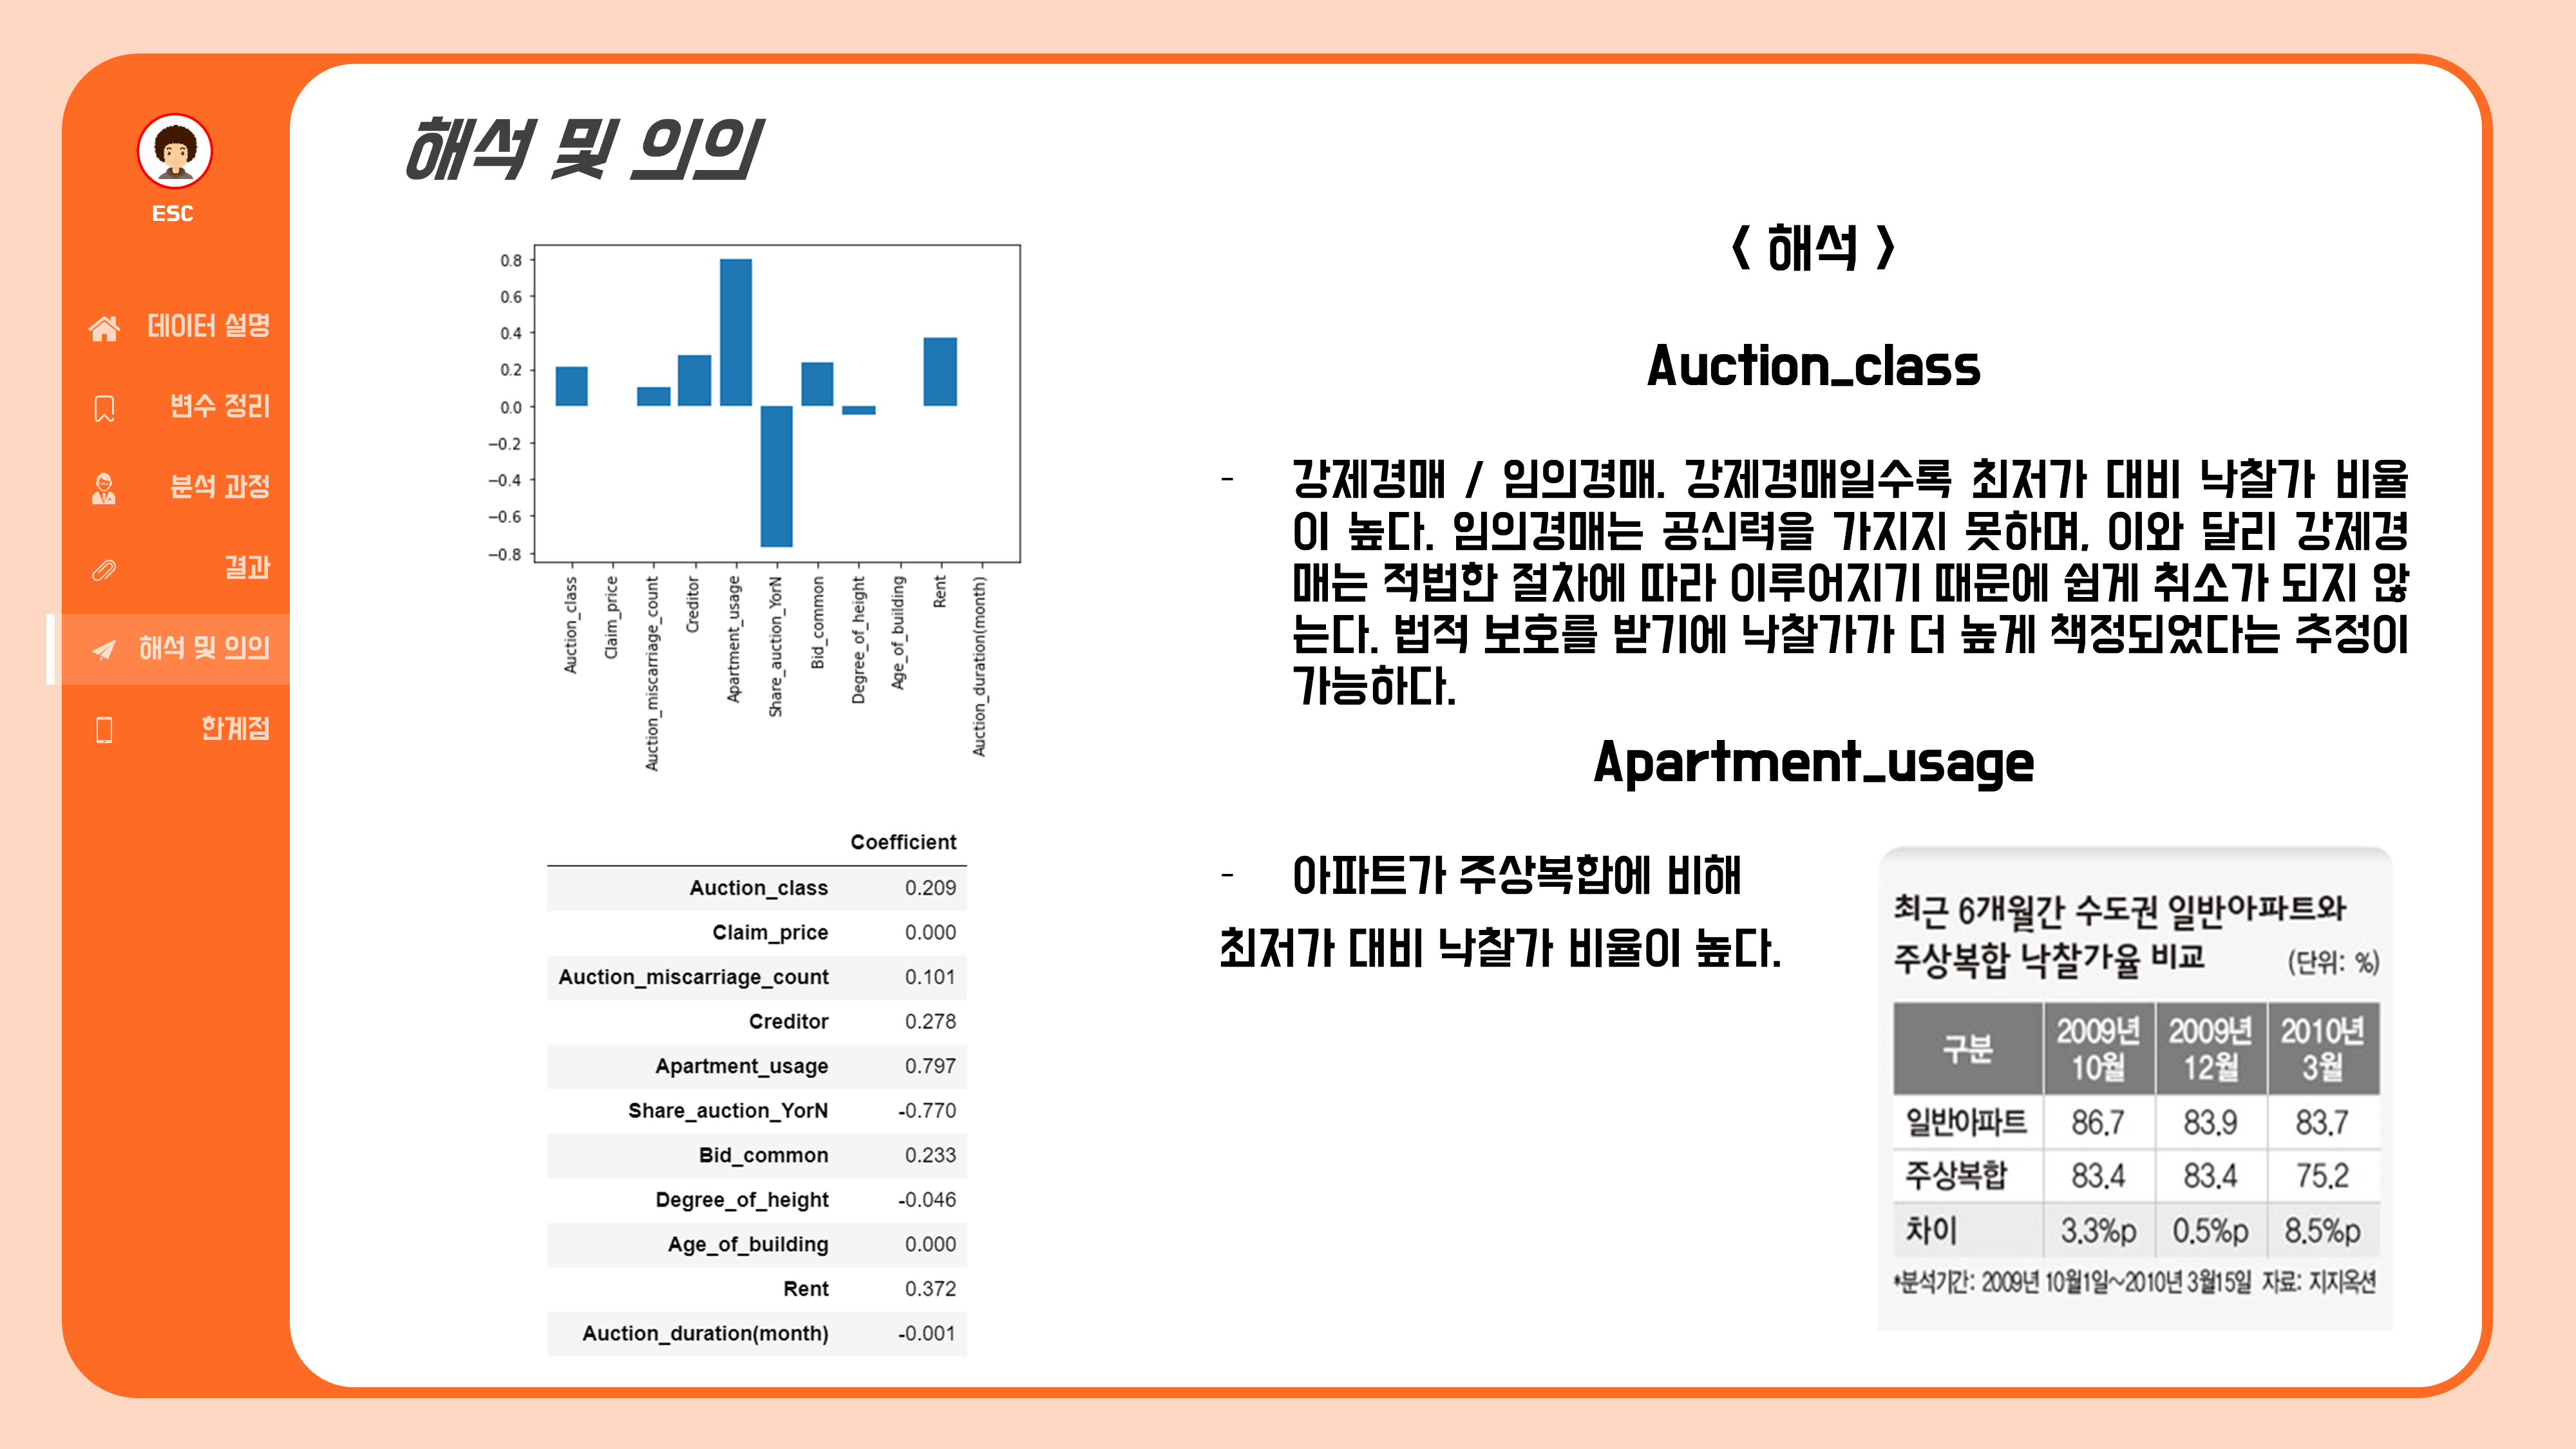 ESC
데이터 설명
변수 정리
분석 과정
결과
해석 및 의의
한계점
해석 및 의의
0.8
0.6
0.4
0.2
0.0
−0.2
−0.4
−0.6
−0.8
Auction_class
Claim_price
Auction_miscarriage_count
Creditor
Apartment_usage
Share_auction_YorN
Bid_common
Degree_of_height
Age_of_building
Rent
Auction_duration(month)
Coefficient
Auction_class 0.209
Claim_price 0.000
Auction_miscarriage_count 0.101
Creditor 0.278
Apartment_usage 0.797
Share_auction_YorN -0.770
Bid_common 0.233
Degree_of_height -0.046
Age_of_building 0.000
Rent 0.372
Auction_duration(month) -0.001
< 해석 >
Auction_class
- 강제경매 / 임의경매. 강제경매일수록 최저가 대비 낙찰가 비율
이 높다. 임의경매는 공신력을 가지지 못하며, 이와 달리 강제경
매는 적법한 절차에 따라 이루어지기 때문에 쉽게 취소가 되지 않
는다. 법적 보호를 받기에 낙찰가가 더 높게 책정되었다는 추정이
가능하다.
Apartment_usage
- 아파트가 주상복합에 비해
최저가 대비 낙찰가 비율이 높다.
최근 6개월간 수도권 일반아파트와
주상복합 낙찰가율 비교 (단위: %)
구분 2009년 10월 2009년 12월 2010년 3월
일반아파트 86.7 83.9 83.7
주상복합 83.4 83.4 75.2
차이 3.3%p 0.5%p 8.5%p
*분석기간: 2009년 10월1일~2010년 3월15일 자료: 지지옥션